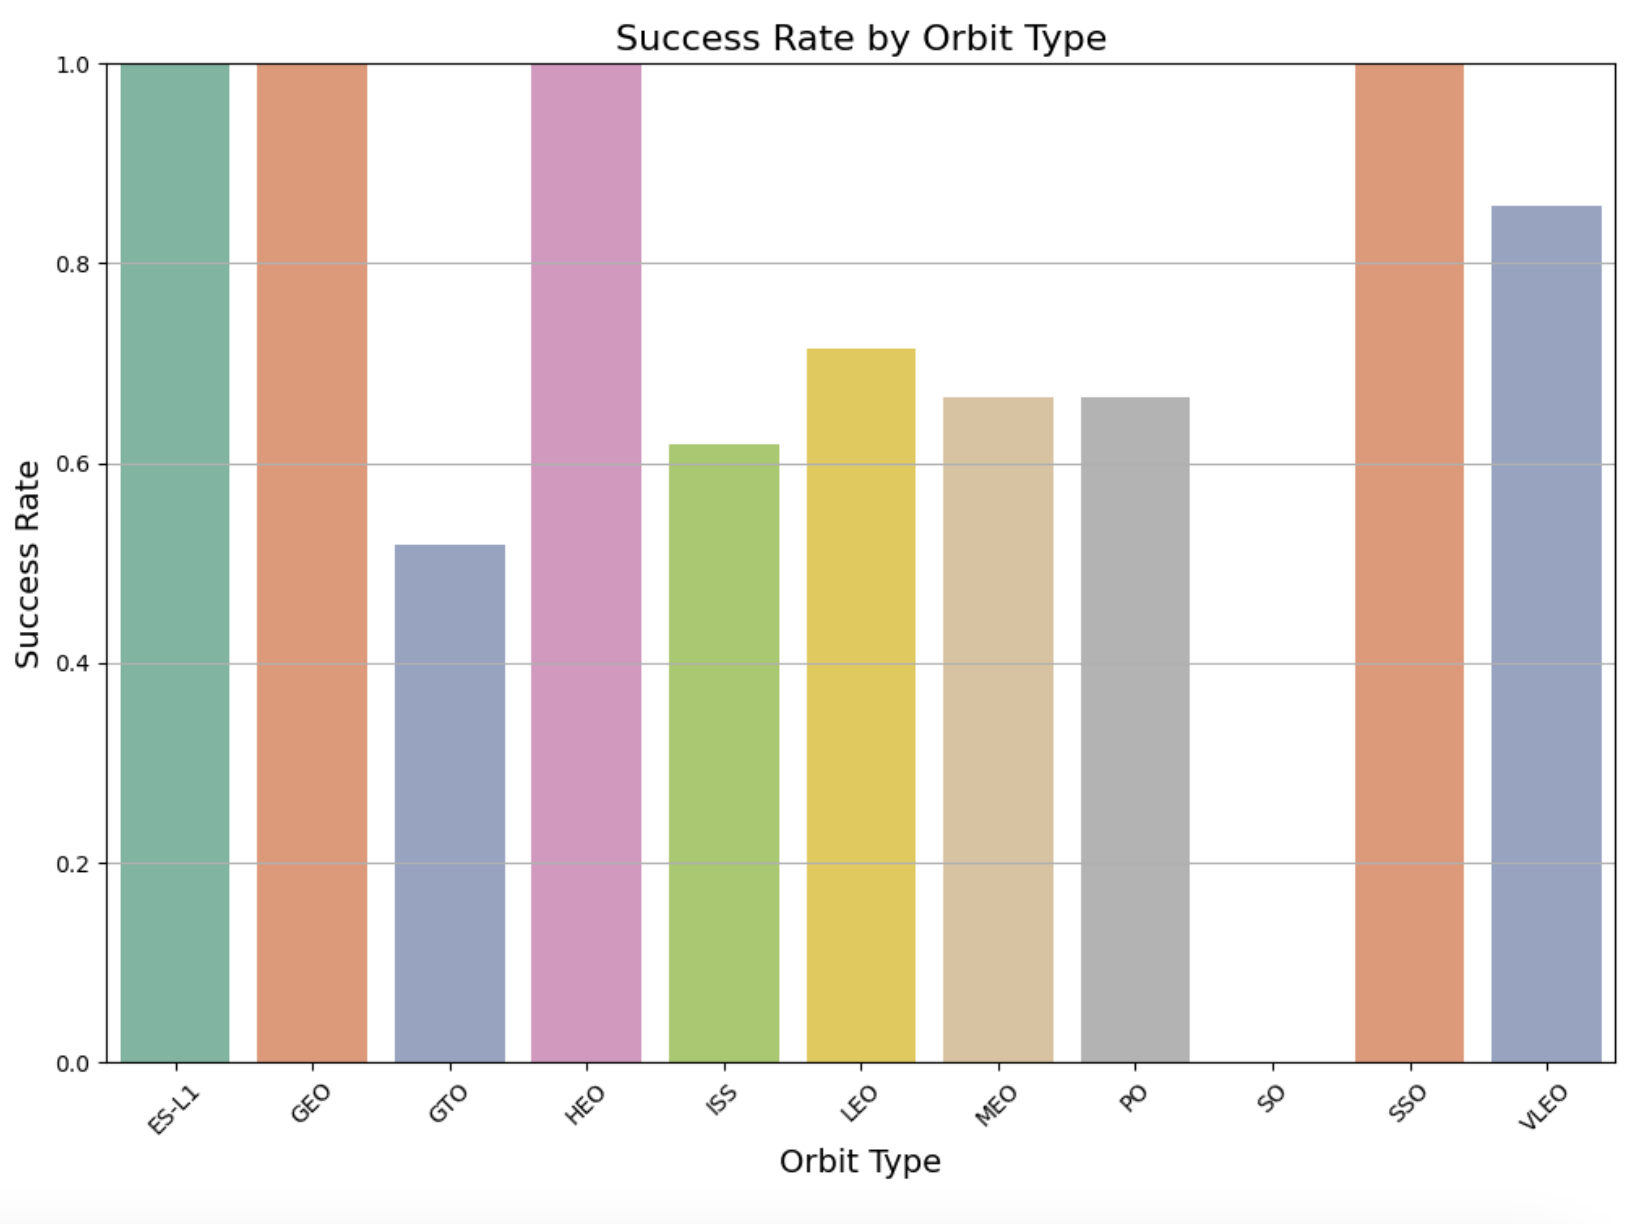 Success Rate by Orbit Type
1.0
0.8
0.6
0.4
0.2
0.0
Success Rate
ES-L1
GEO
GTO
HEO
ISS
LEO
MEO
PO
SO
SSO
VLEO
Orbit Type